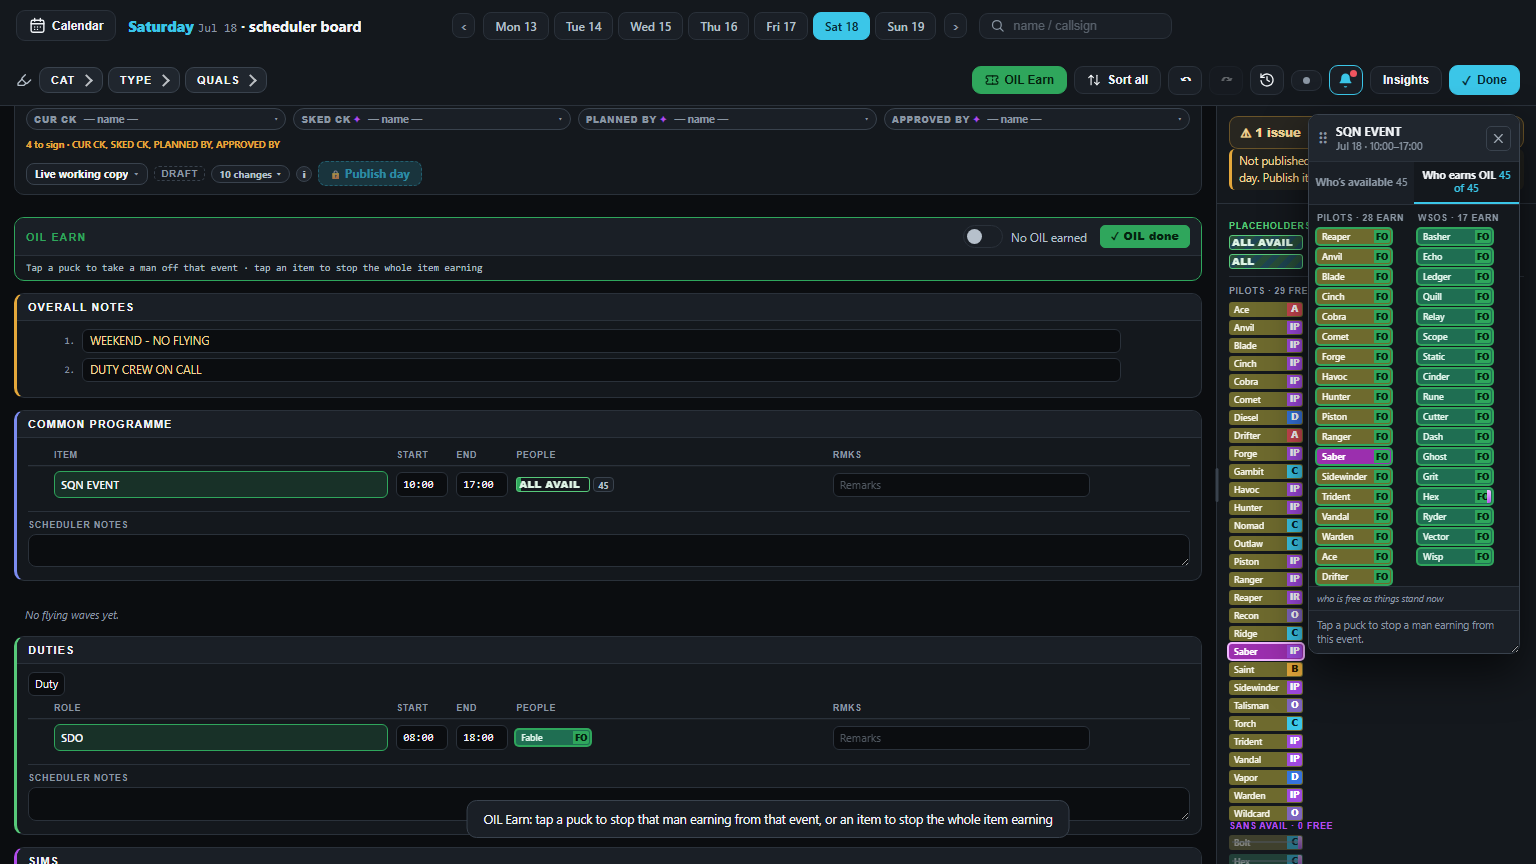 Calendar
Saturday Jul 18 · scheduler board
Mon 13
Tue 14
Wed 15
Thu 16
Fri 17
Sat 18
Sun 19
name / callsign
CAT
TYPE
QUALS
OIL Earn
Sort all
Insights
✓ Done
CUR CK — name —
SKED CK ✦ — name —
PLANNED BY ✦ — name —
APPROVED BY ✦ — name —
4 to sign · CUR CK, SKED CK, PLANNED BY, APPROVED BY
Live working copy
DRAFT
10 changes
i
Publish day
OIL EARN
No OIL earned
✓ OIL done
Tap a puck to take a man off that event · tap an item to stop the whole item earning
OVERALL NOTES
1. WEEKEND - NO FLYING
2. DUTY CREW ON CALL
COMMON PROGRAMME
ITEM START END PEOPLE RMKS
SQN EVENT 10:00 17:00 ALL AVAIL 45 Remarks
SCHEDULER NOTES
No flying waves yet.
DUTIES
Duty
ROLE START END PEOPLE RMKS
SDO 08:00 18:00 Fable FO Remarks
SCHEDULER NOTES
OIL Earn: tap a puck to stop that man earning from that event, or an item to stop the whole item earning
SIMS
⚠ 1 issue
Not published
day. Publish it
PLACEHOLDERS
ALL AVAIL
ALL
PILOTS · 29 FREE
Ace A
Anvil IP
Blade IP
Cinch IP
Cobra IP
Comet IP
Diesel D
Drifter A
Forge IP
Gambit C
Havoc IP
Hunter IP
Nomad C
Outlaw C
Piston IP
Ranger IP
Reaper IR
Recon O
Ridge C
Saber IP
Saint B
Sidewinder IP
Talisman O
Torch C
Trident IP
Vandal IP
Vapor D
Warden IP
Wildcard O
SANS AVAIL · 0 FREE
Bolt C
Hex C
SQN EVENT
Jul 18 · 10:00–17:00
Who's available 45
Who earns OIL 45 of 45
PILOTS · 28 EARN
Reaper FO
Anvil FO
Blade FO
Cinch FO
Cobra FO
Comet FO
Forge FO
Havoc FO
Hunter FO
Piston FO
Ranger FO
Saber FO
Sidewinder FO
Trident FO
Vandal FO
Warden FO
Ace FO
Drifter FO
WSOS · 17 EARN
Basher FO
Echo FO
Ledger FO
Quill FO
Relay FO
Scope FO
Static FO
Cinder FO
Rune FO
Cutter FO
Dash FO
Ghost FO
Grit FO
Hex FO
Ryder FO
Vector FO
Wisp FO
who is free as things stand now
Tap a puck to stop a man earning from
this event.